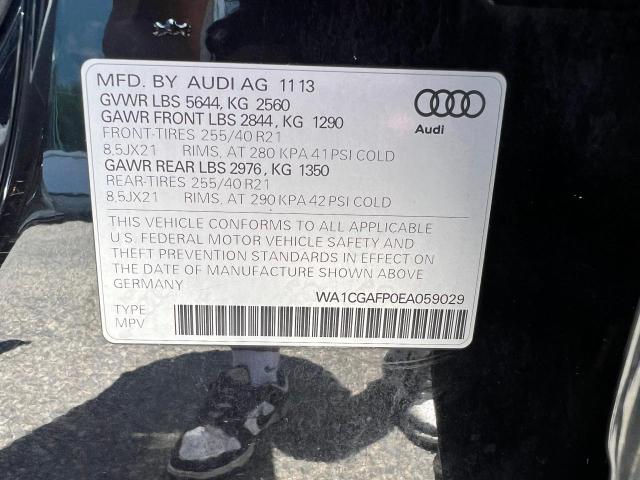 MFD. BY AUDI AG 11 13
GVWR LBS 5644, KG 2560
GAWR FRONT LBS 2844, KG 1290
FRONT-TIRES 255/40 R21
8,5JX21 RIMS, AT 280 KPA 41 PSI COLD
GAWR REAR LBS 2976, KG 1350
REAR-TIRES 255/40 R21
8,5JX21 RIMS, AT 290 KPA 42 PSI COLD
Audi
THIS VEHICLE CONFORMS TO ALL APPLICABLE
U.S. FEDERAL MOTOR VEHICLE SAFETY AND
THEFT PREVENTION STANDARDS IN EFFECT ON
THE DATE OF MANUFACTURE SHOWN ABOVE
GERMANY
WA1CGAFP0EA059029
TYPE
MPV